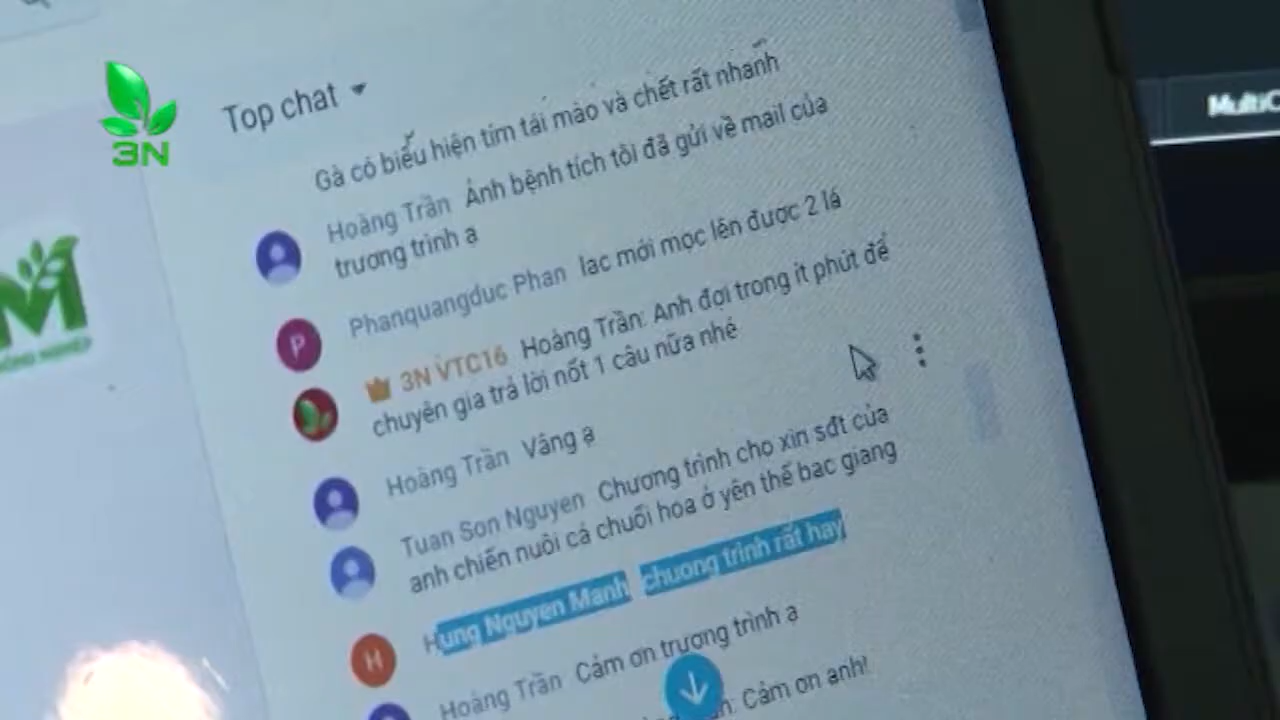 3N
MultiC
Top chat
Gà có biểu hiện tím tái mào và chết rất nhanh
Hoàng Trần Ảnh bệnh tích tôi đã gửi về mail của
trương trình ạ
Phanquangduc Phan lac mới mọc lên được 2 lá
3N VTC16 Hoàng Trần: Anh đợi trong ít phút để
chuyên gia trả lời nốt 1 câu nữa nhé
Hoàng Trần Vâng ạ
Tuan Son Nguyen Chương trình cho xin sđt của
anh chiến nuôi cá chuối hoa ở yên thế bac giang
Hung Nguyen Manh chuong trình rất hay
Hoàng Trần Cảm ơn trương trình ạ
Cảm ơn anh!
P
H
M